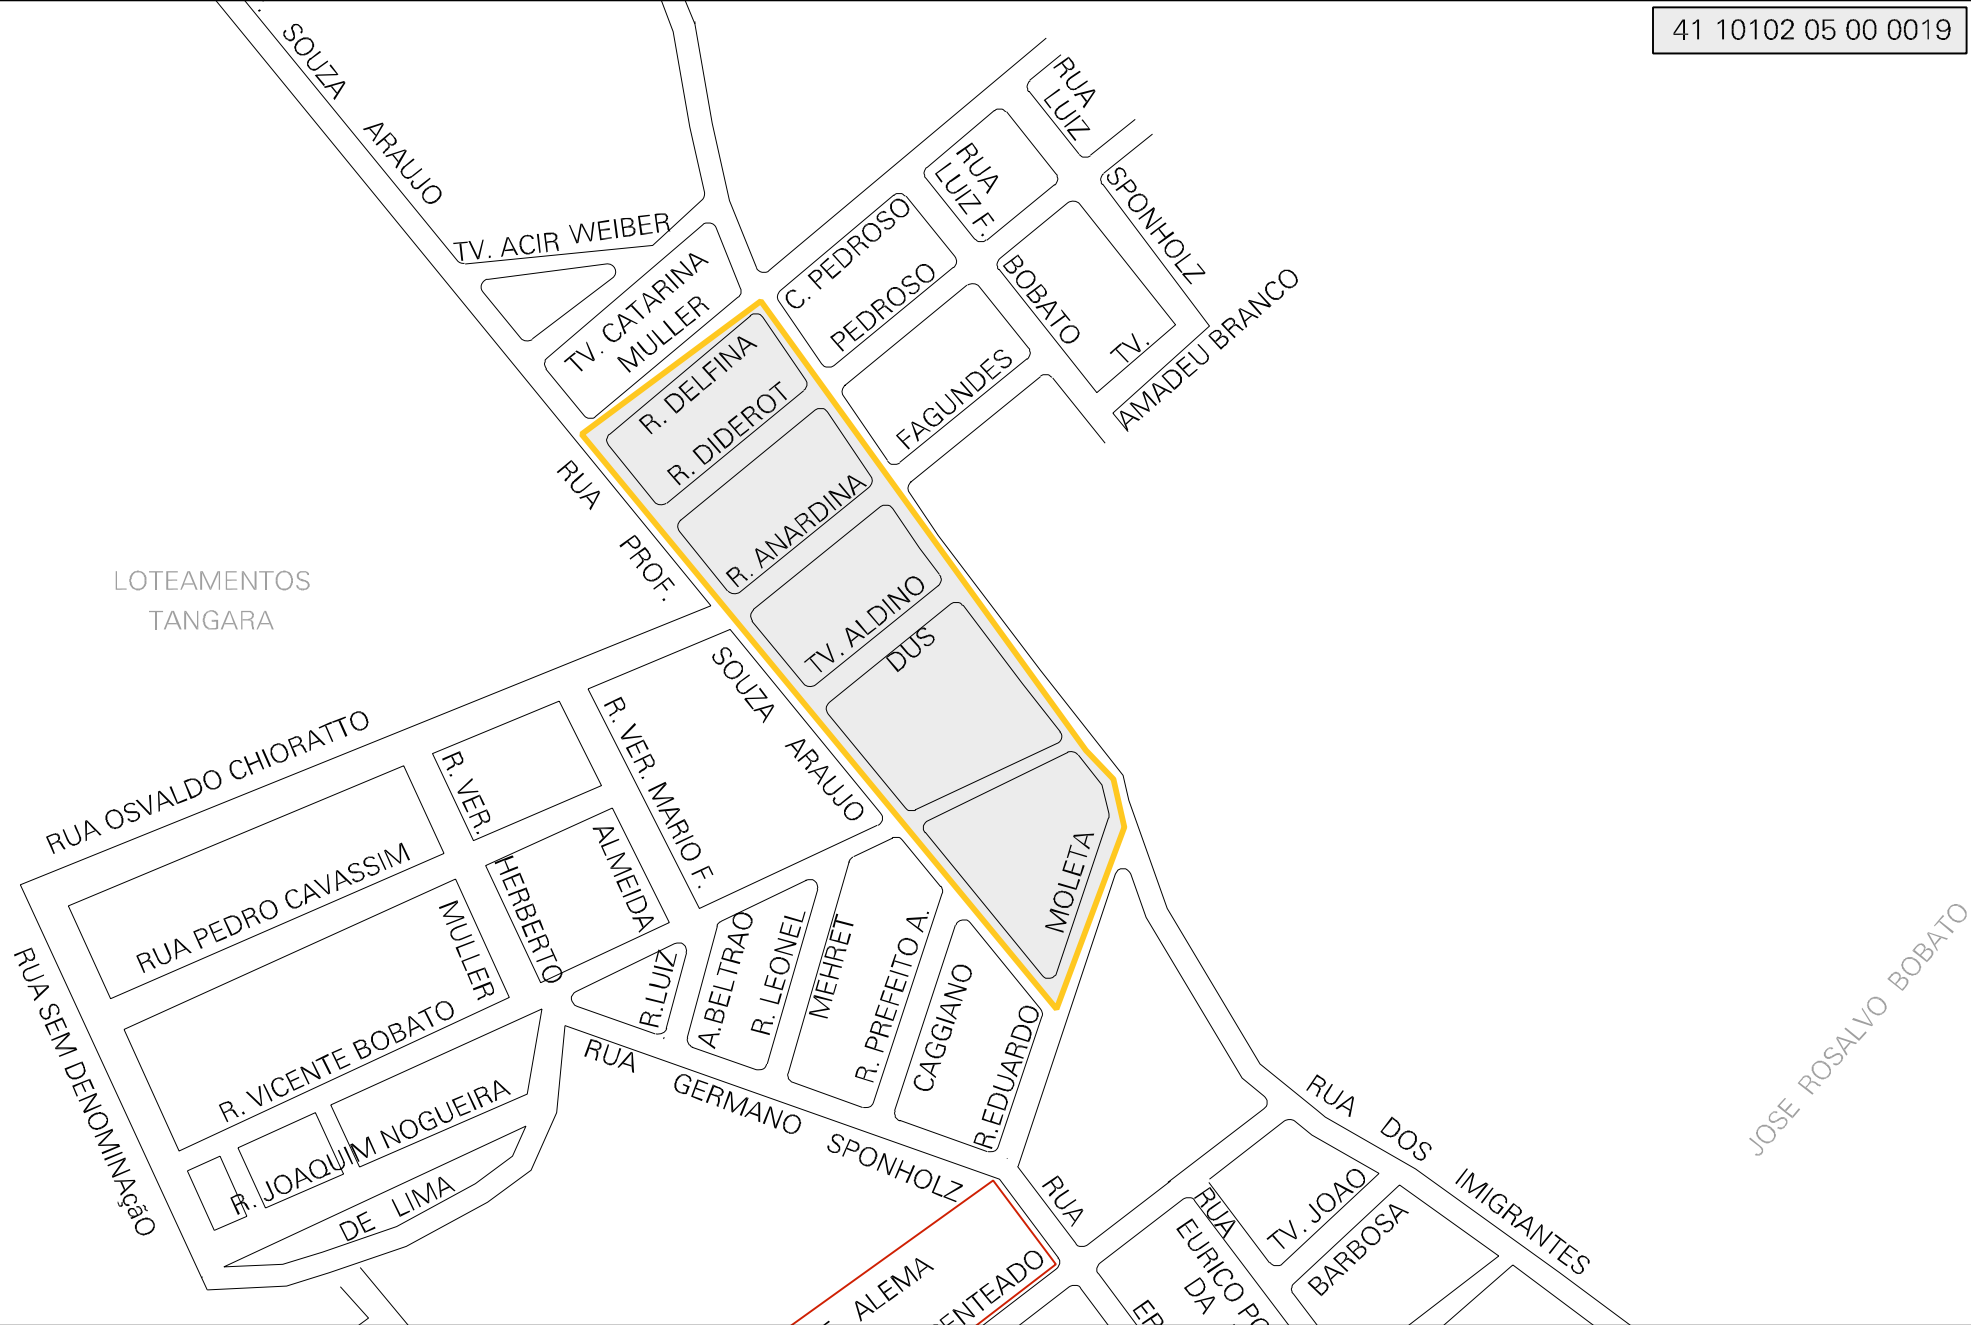 41 10102 05 00 0019
SOUZA
ARAUJO
TV. ACIR WEIBER
TV. CATARINA
MULLER
RUA
LUIZ
RUA
LUIZ F.
SPONHOLZ
C. PEDROSO
PEDROSO
BOBATO
TV.
AMADEU BRANCO
FAGUNDES
R. DELFINA
R. DIDEROT
R. ANARDINA
TV. ALDINO
DUS
MOLETA
RUA
PROF.
SOUZA
ARAUJO
LOTEAMENTOS
TANGARA
RUA OSVALDO CHIORATTO
R. VER. MARIO F.
R. VER.
HERBERTO
ALMEIDA
RUA PEDRO CAVASSIM
MULLER
R. VICENTE BOBATO
R. JOAQUIM NOGUEIRA
DE LIMA
RUA SEM DENOMINAçãO
R.LUIZ
A.BELTRAO
R. LEONEL
MEHRET
R. PREFEITO A.
CAGGIANO
R.EDUARDO
RUA
GERMANO
SPONHOLZ
RUA
ALEMA
ENTEADO
RUA
EURICO
DA
TV. JOAO
BARBOSA
RUA
DOS
IMIGRANTES
JOSE ROSALVO BOBATO